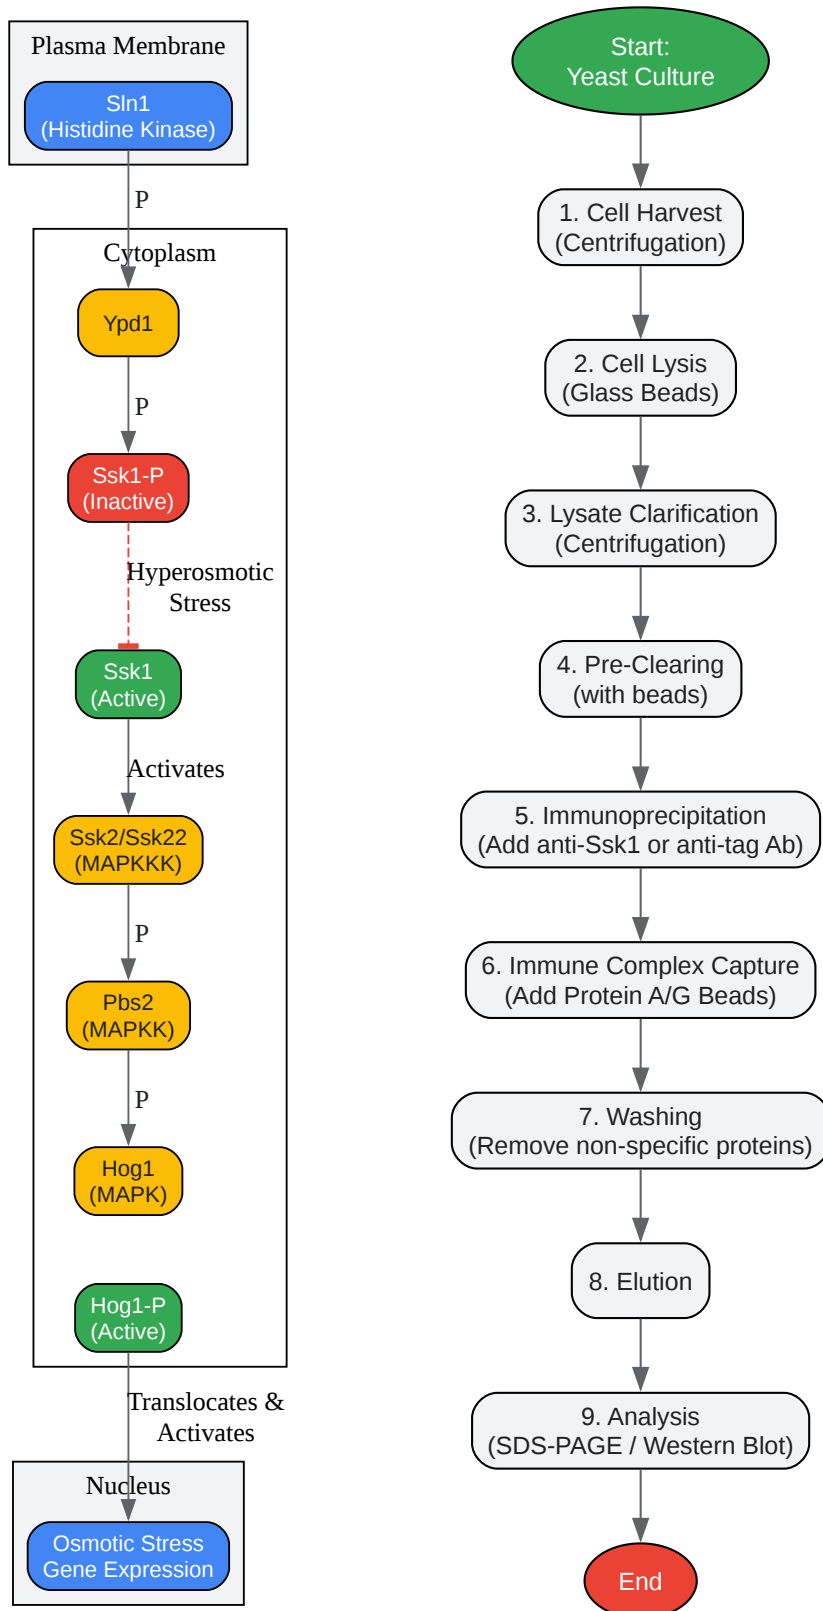 Plasma Membrane
Sln1
(Histidine Kinase)
P
Cytoplasm
Ypd1
P
Ssk1-P
(Inactive)
Hyperosmotic
Stress
Ssk1
(Active)
Activates
Ssk2/Ssk22
(MAPKKK)
P
Pbs2
(MAPKK)
P
Hog1
(MAPK)
Hog1-P
(Active)
Translocates &
Activates
Nucleus
Osmotic Stress
Gene Expression
Start:
Yeast Culture
1. Cell Harvest
(Centrifugation)
2. Cell Lysis
(Glass Beads)
3. Lysate Clarification
(Centrifugation)
4. Pre-Clearing
(with beads)
5. Immunoprecipitation
(Add anti-Ssk1 or anti-tag Ab)
6. Immune Complex Capture
(Add Protein A/G Beads)
7. Washing
(Remove non-specific proteins)
8. Elution
9. Analysis
(SDS-PAGE / Western Blot)
End